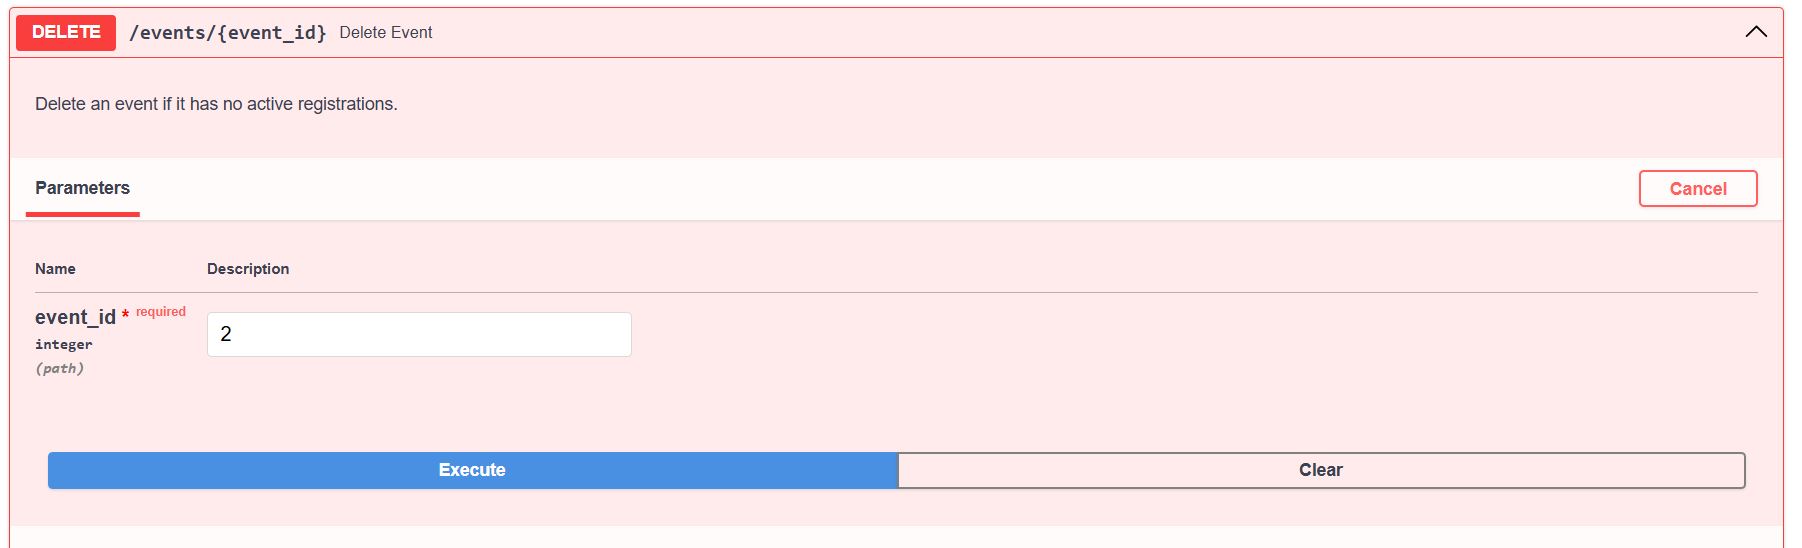 DELETE /events/{event_id} Delete Event
Delete an event if it has no active registrations.
Parameters Cancel
Name Description
event_id * required
integer
(path)
2
Execute Clear